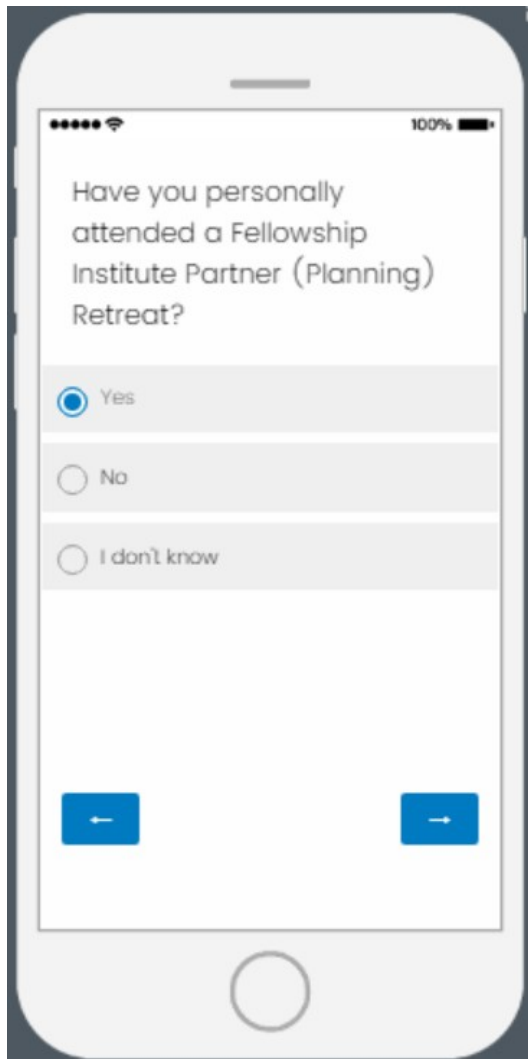 100%
Have you personally
attended a Fellowship
Institute Partner (Planning)
Retreat?
Yes
No
I don't know
←
→